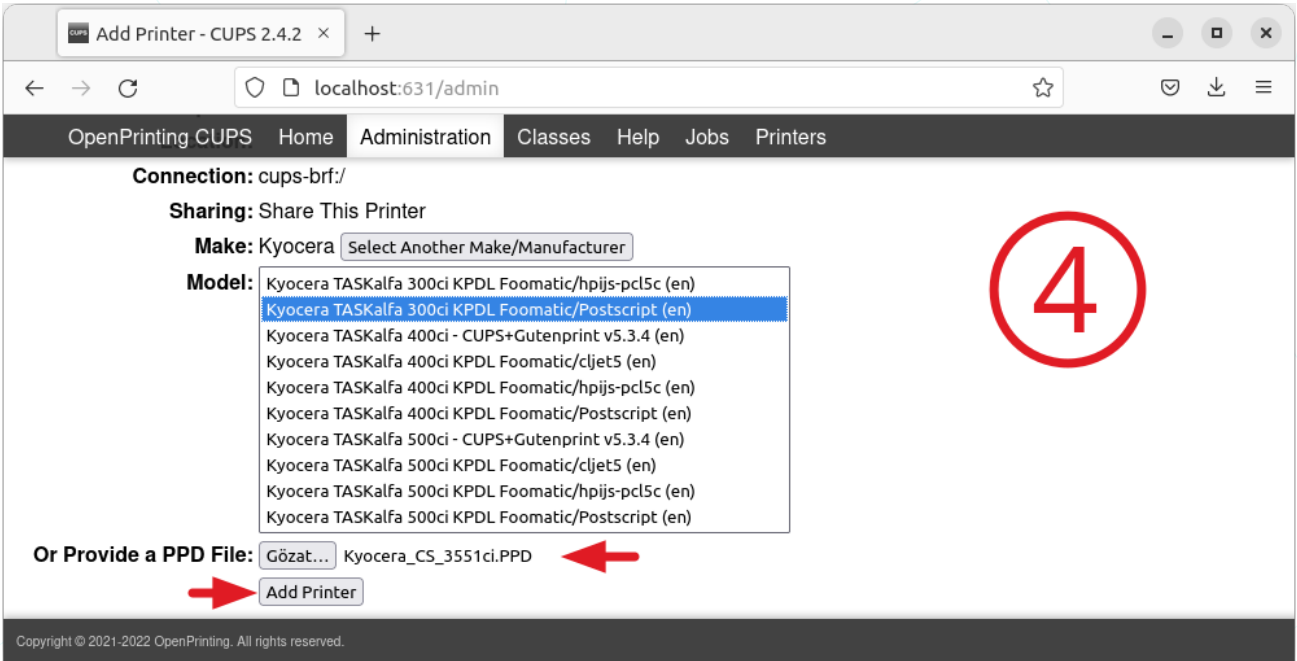 CUPS Add Printer - CUPS 2.4.2 × +
localhost:631/admin
OpenPrinting CUPS Home Administration Classes Help Jobs Printers
Connection: cups-brf:/
Sharing: Share This Printer
Make: Kyocera Select Another Make/Manufacturer
Model: Kyocera TASKalfa 300ci KPDL Foomatic/hpijs-pcl5c (en)
Kyocera TASKalfa 300ci KPDL Foomatic/Postscript (en)
Kyocera TASKalfa 400ci - CUPS+Gutenprint v5.3.4 (en)
Kyocera TASKalfa 400ci KPDL Foomatic/cljet5 (en)
Kyocera TASKalfa 400ci KPDL Foomatic/hpijs-pcl5c (en)
Kyocera TASKalfa 400ci KPDL Foomatic/Postscript (en)
Kyocera TASKalfa 500ci - CUPS+Gutenprint v5.3.4 (en)
Kyocera TASKalfa 500ci KPDL Foomatic/cljet5 (en)
Kyocera TASKalfa 500ci KPDL Foomatic/hpijs-pcl5c (en)
Kyocera TASKalfa 500ci KPDL Foomatic/Postscript (en)
4
Or Provide a PPD File: Gözat... Kyocera_CS_3551ci.PPD
Add Printer
Copyright © 2021-2022 OpenPrinting. All rights reserved.